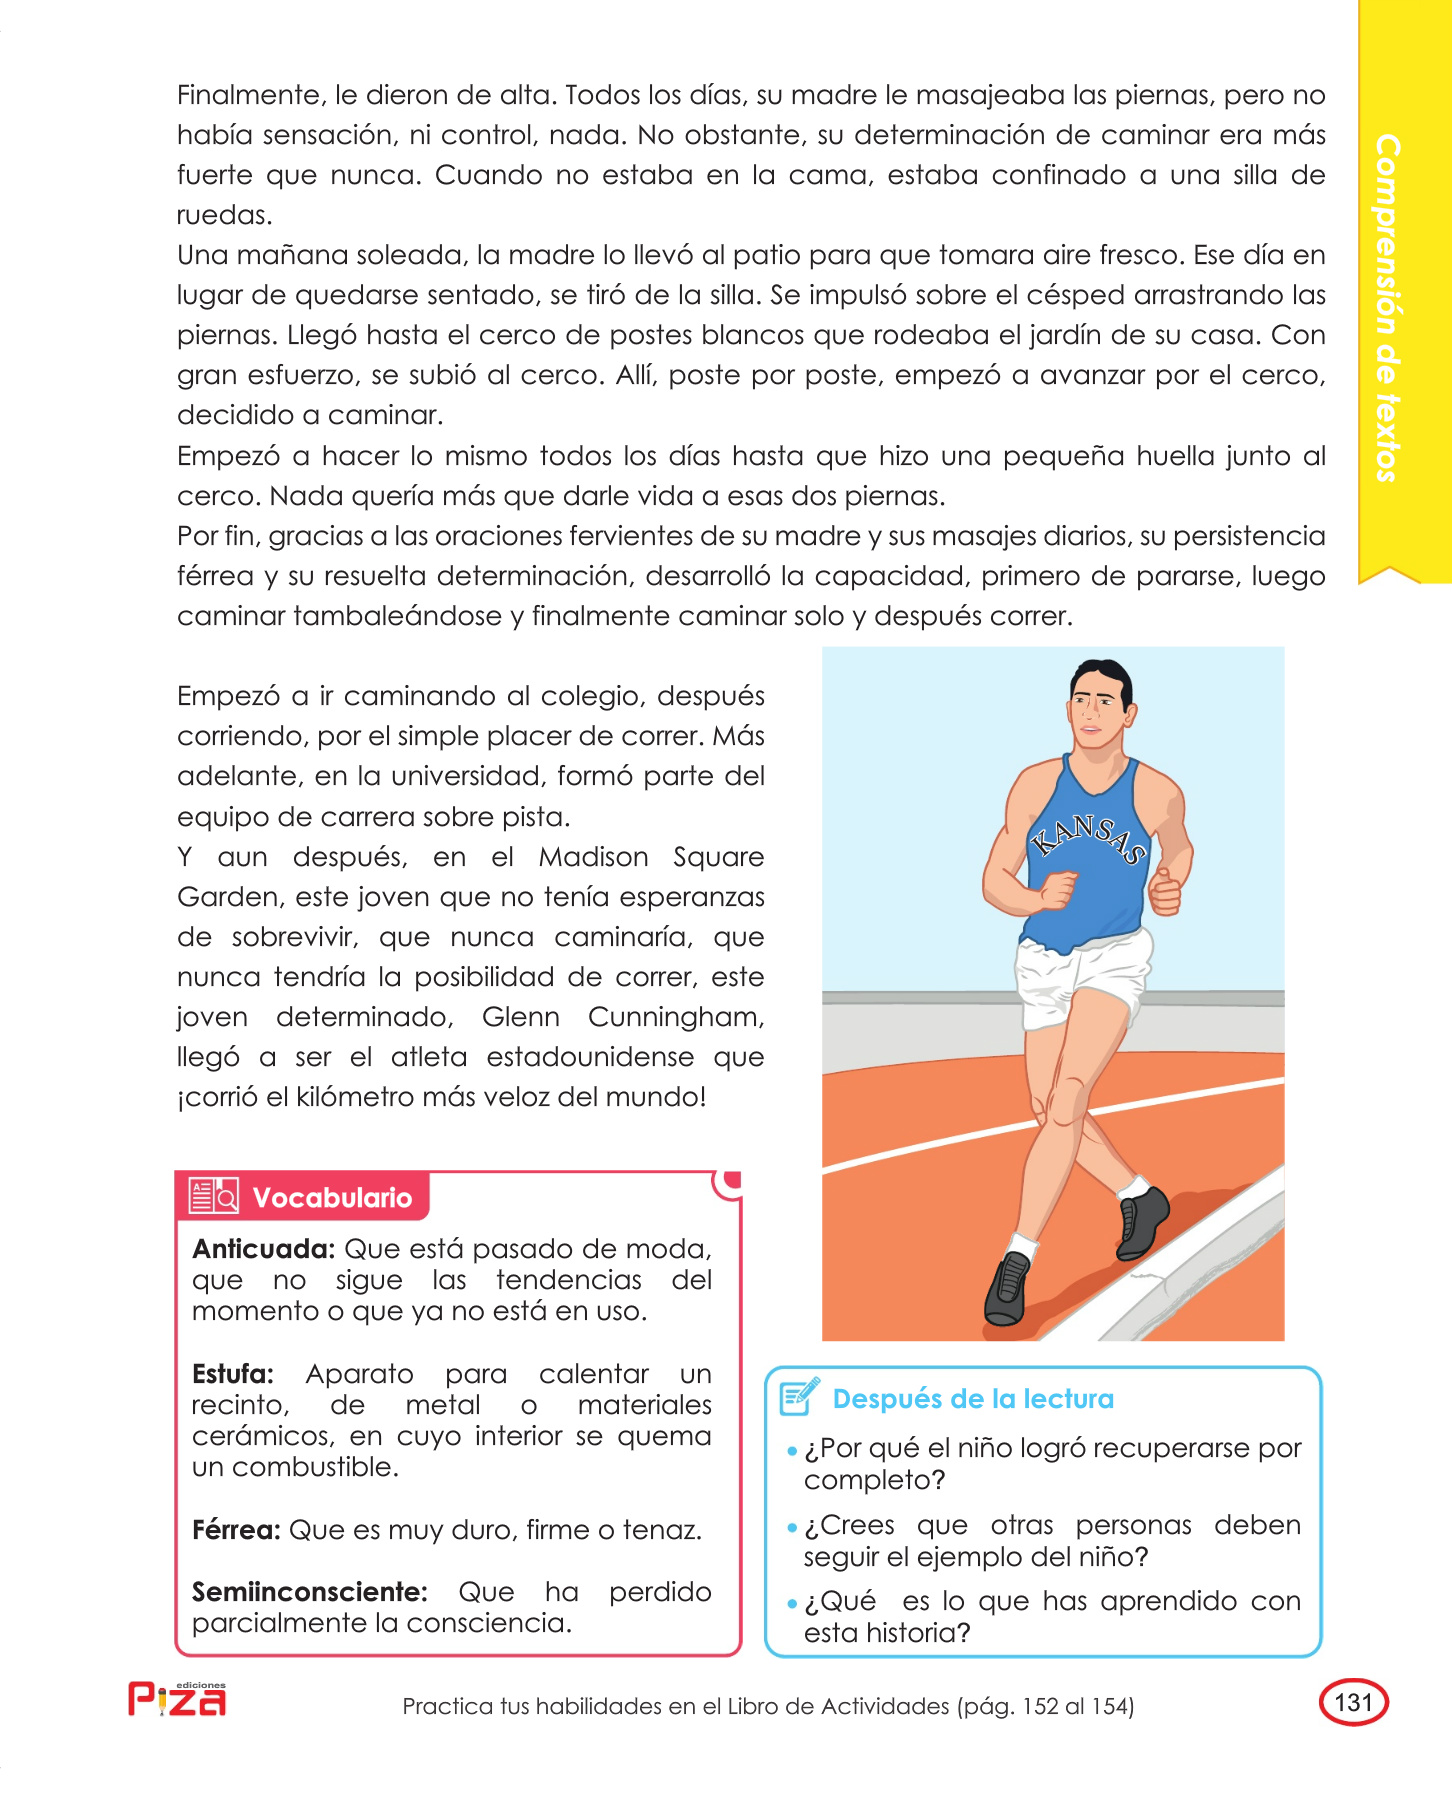 Finalmente, le dieron de alta. Todos los días, su madre le masajeaba las piernas, pero no
había sensación, ni control, nada. No obstante, su determinación de caminar era más
fuerte que nunca. Cuando no estaba en la cama, estaba confinado a una silla de
ruedas.
Una mañana soleada, la madre lo llevó al patio para que tomara aire fresco. Ese día en
lugar de quedarse sentado, se tiró de la silla. Se impulsó sobre el césped arrastrando las
piernas. Llegó hasta el cerco de postes blancos que rodeaba el jardín de su casa. Con
gran esfuerzo, se subió al cerco. Allí, poste por poste, empezó a avanzar por el cerco,
decidido a caminar.
Empezó a hacer lo mismo todos los días hasta que hizo una pequeña huella junto al
cerco. Nada quería más que darle vida a esas dos piernas.
Por fin, gracias a las oraciones fervientes de su madre y sus masajes diarios, su persistencia
férrea y su resuelta determinación, desarrolló la capacidad, primero de pararse, luego
caminar tambaleándose y finalmente caminar solo y después correr.
Empezó a ir caminando al colegio, después
corriendo, por el simple placer de correr. Más
adelante, en la universidad, formó parte del
equipo de carrera sobre pista.
Y aun después, en el Madison Square
Garden, este joven que no tenía esperanzas
de sobrevivir, que nunca caminaría, que
nunca tendría la posibilidad de correr, este
joven determinado, Glenn Cunningham,
llegó a ser el atleta estadounidense que
¡corrió el kilómetro más veloz del mundo!
KANSAS
Vocabulario
Anticuada: Que está pasado de moda,
que no sigue las tendencias del
momento o que ya no está en uso.
Estufa: Aparato para calentar un
recinto, de metal o materiales
cerámicos, en cuyo interior se quema
un combustible.
Férrea: Que es muy duro, firme o tenaz.
Semiinconsciente: Que ha perdido
parcialmente la consciencia.
Después de la lectura
• ¿Por qué el niño logró recuperarse por
completo?
• ¿Crees que otras personas deben
seguir el ejemplo del niño?
• ¿Qué es lo que has aprendido con
esta historia?
Comprensión de textos
ediciones
Piza
Practica tus habilidades en el Libro de Actividades (pág. 152 al 154)
131